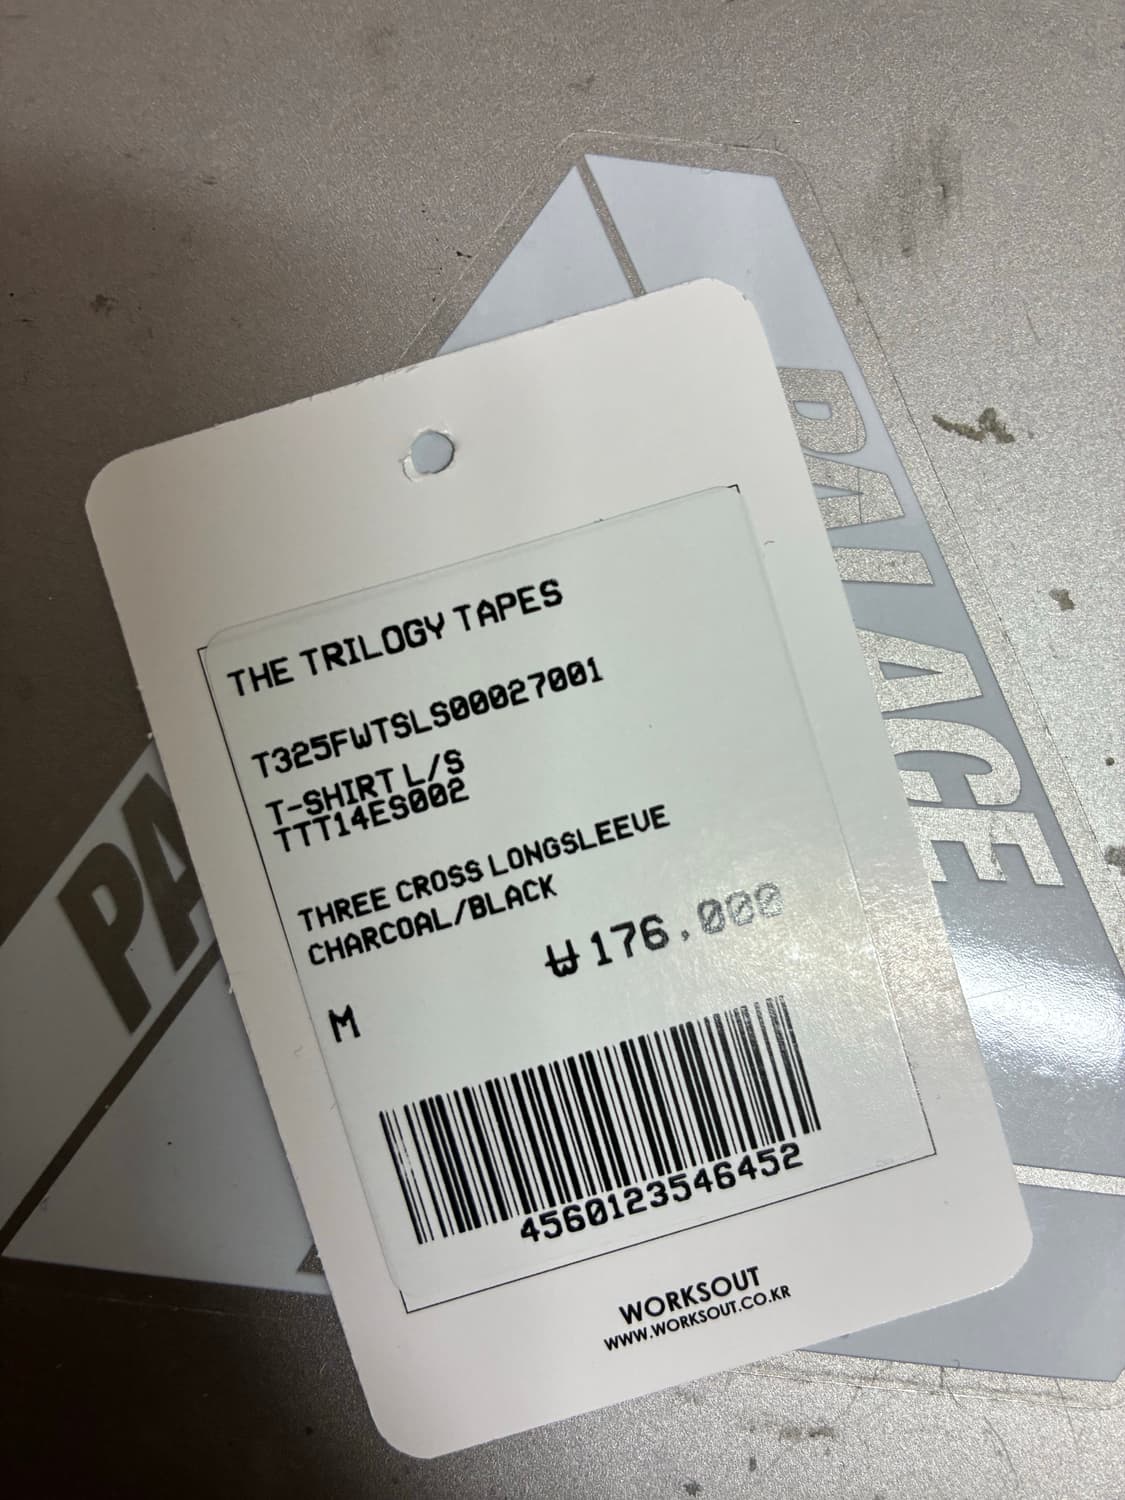 THE TRILOGY TAPES
T325FWTSLS00027001
T-SHIRT L/S
TTT14ES002
THREE CROSS LONGSLEEVE
CHARCOAL/BLACK
₩176,000
M
4560123546452
WORKSOUT
WWW.WORKSOUT.CO.KR
PALACE
PA